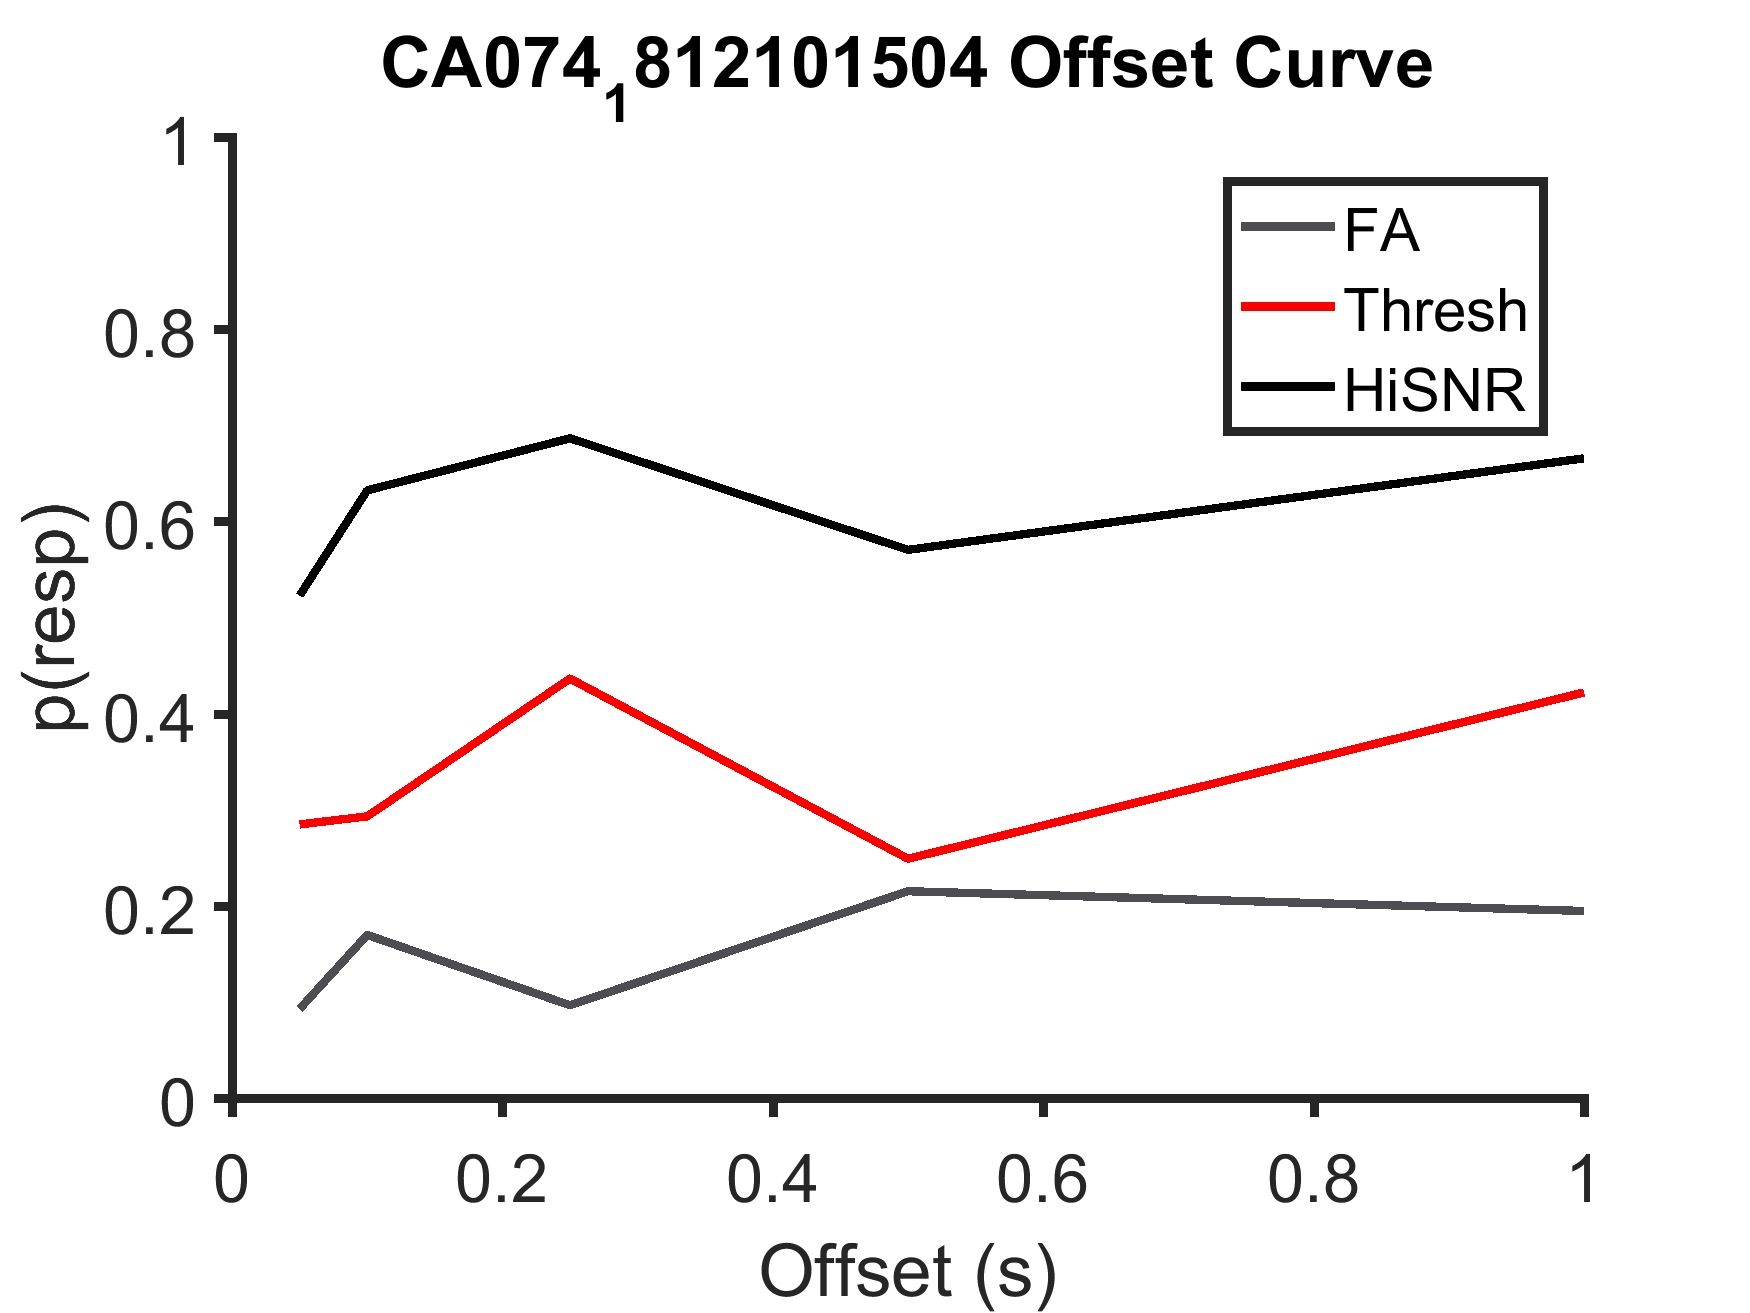 CA074₁812101504 Offset Curve
1
0.8
0.6
0.4
0.2
0
p(resp)
FA
Thresh
HiSNR
0 0.2 0.4 0.6 0.8 1
Offset (s)